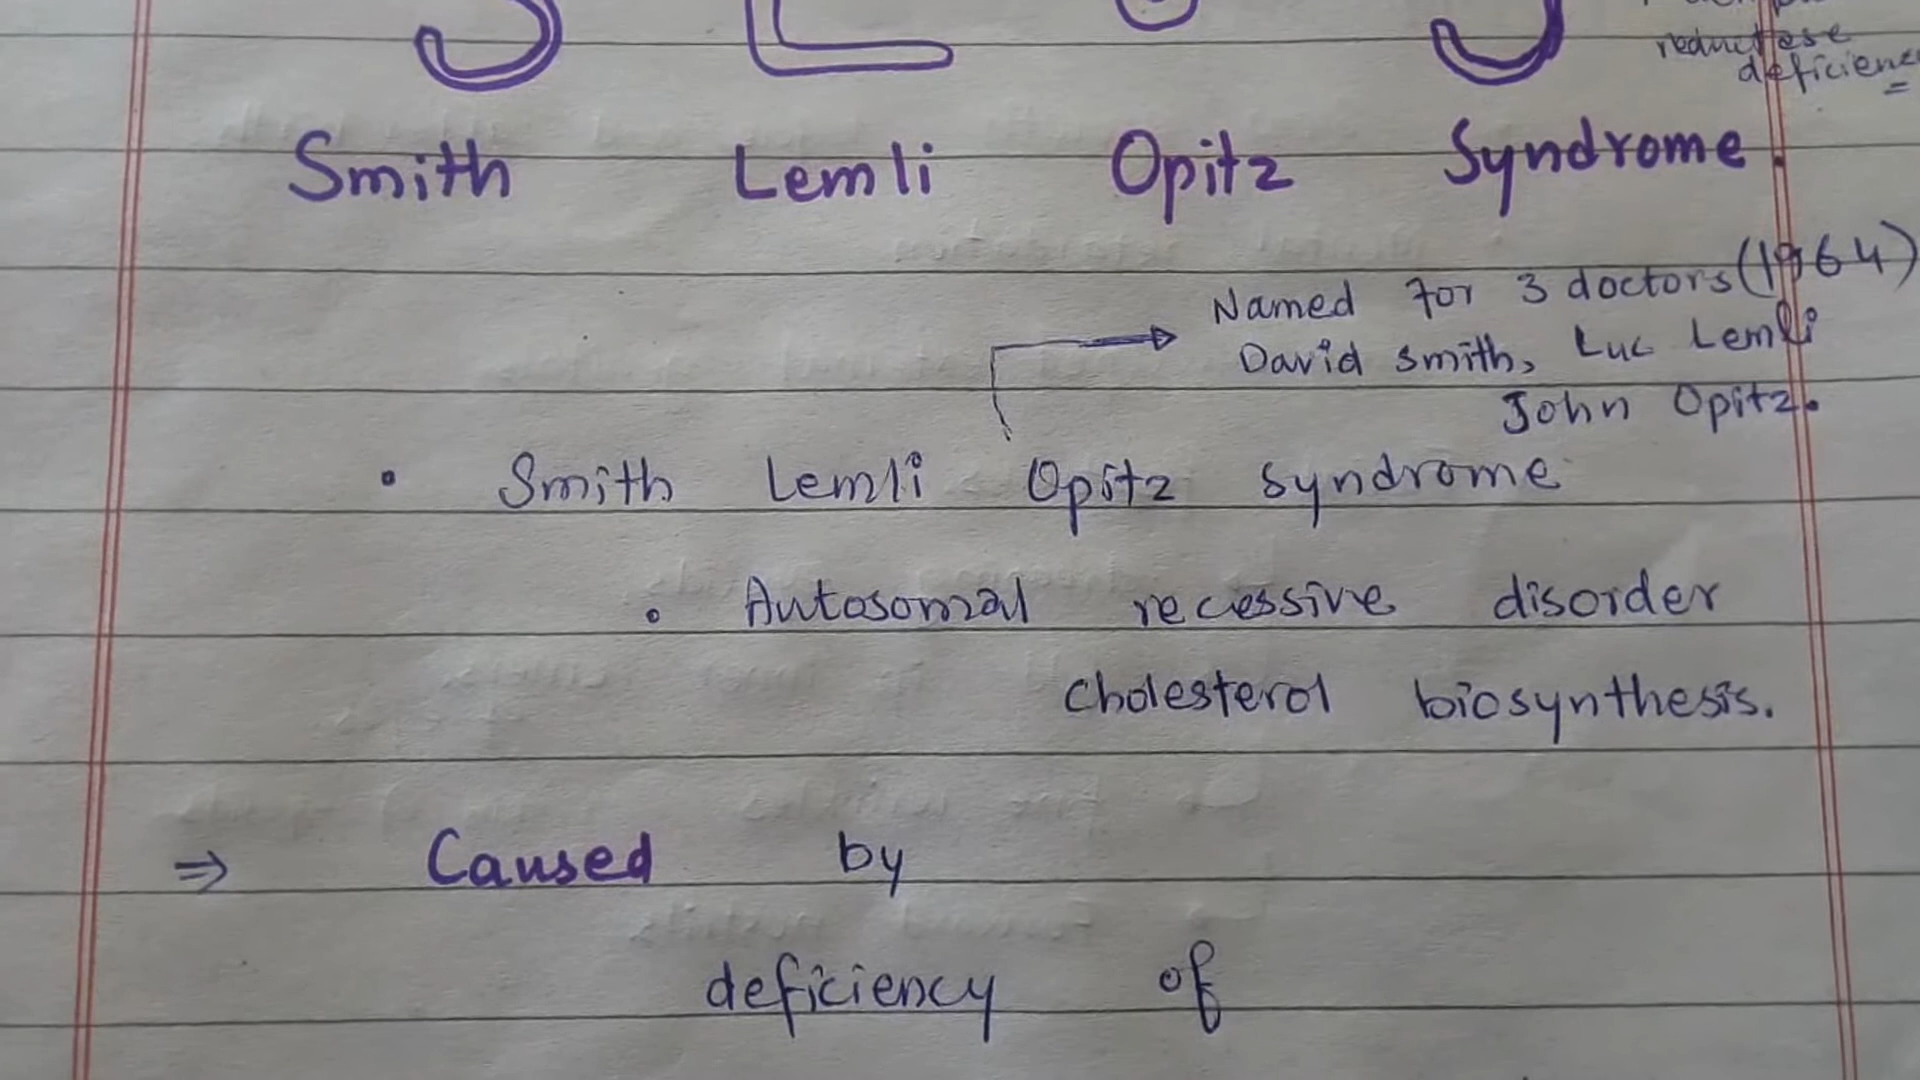 S L O S
reductase
deficiency
=
Smith Lemli Opitz Syndrome.
Named for 3 doctors (1964)
David Smith, Luc Lemli
John Opitz.
• Smith Lemli Opitz syndrome
• Autosomal recessive disorder
cholesterol biosynthesis.
⇒ Caused by
deficiency of